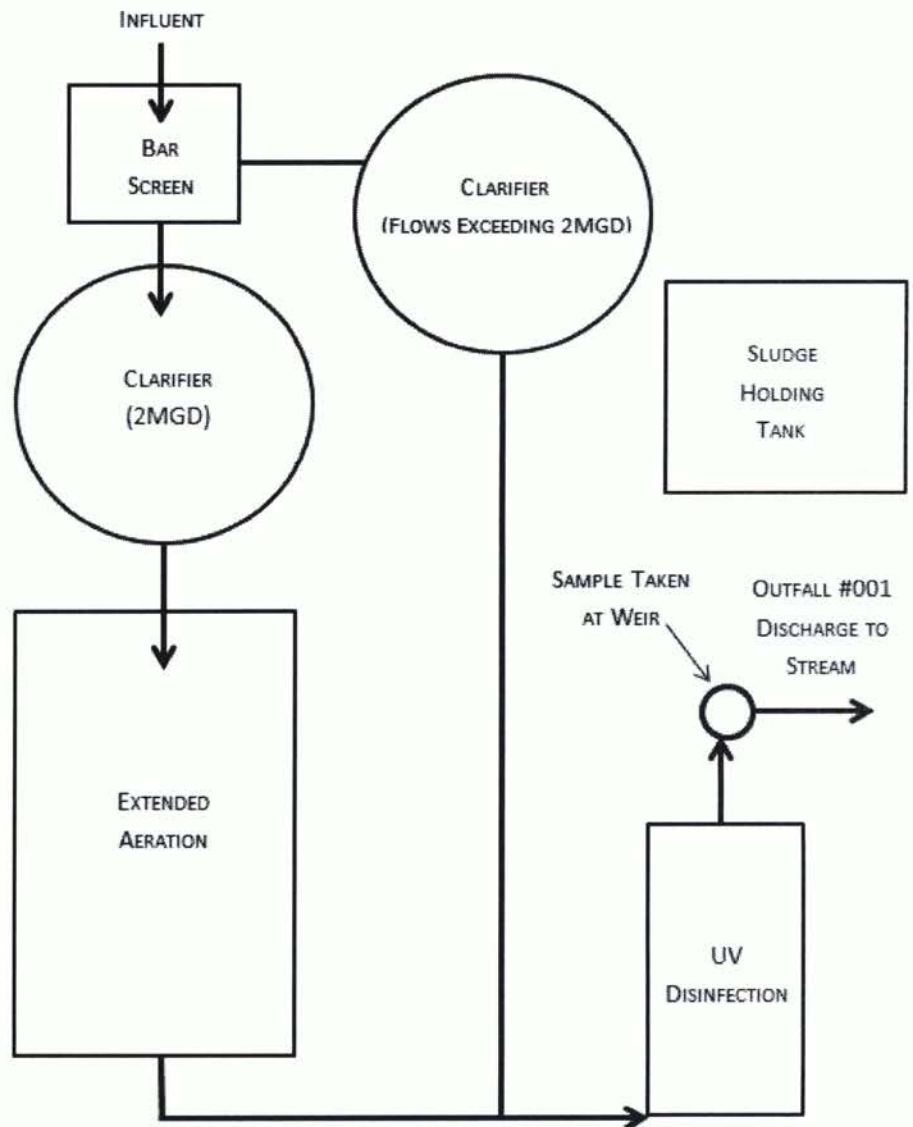 INFLUENT
BAR
SCREEN
CLARIFIER
(FLOWS EXCEEDING 2MGD)
CLARIFIER
(2MGD)
SLUDGE
HOLDING
TANK
SAMPLE TAKEN
AT WEIR
OUTFALL #001
DISCHARGE TO
STREAM
EXTENDED
AERATION
UV
DISINFECTION